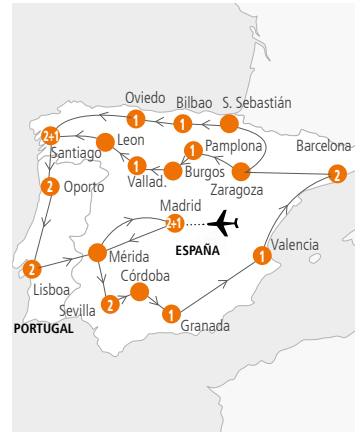 Oviedo
Bilbao
S. Sebastián
1
1
2+1
Santiago
Leon
1
Pamplona
Barcelona
2
Oporto
1
Vallad.
Burgos
Zaragoza
2
Madrid
2+1
ESPAÑA
1
Valencia
2
Lisboa
Mérida
Córdoba
PORTUGAL
Sevilla
2
1
Granada